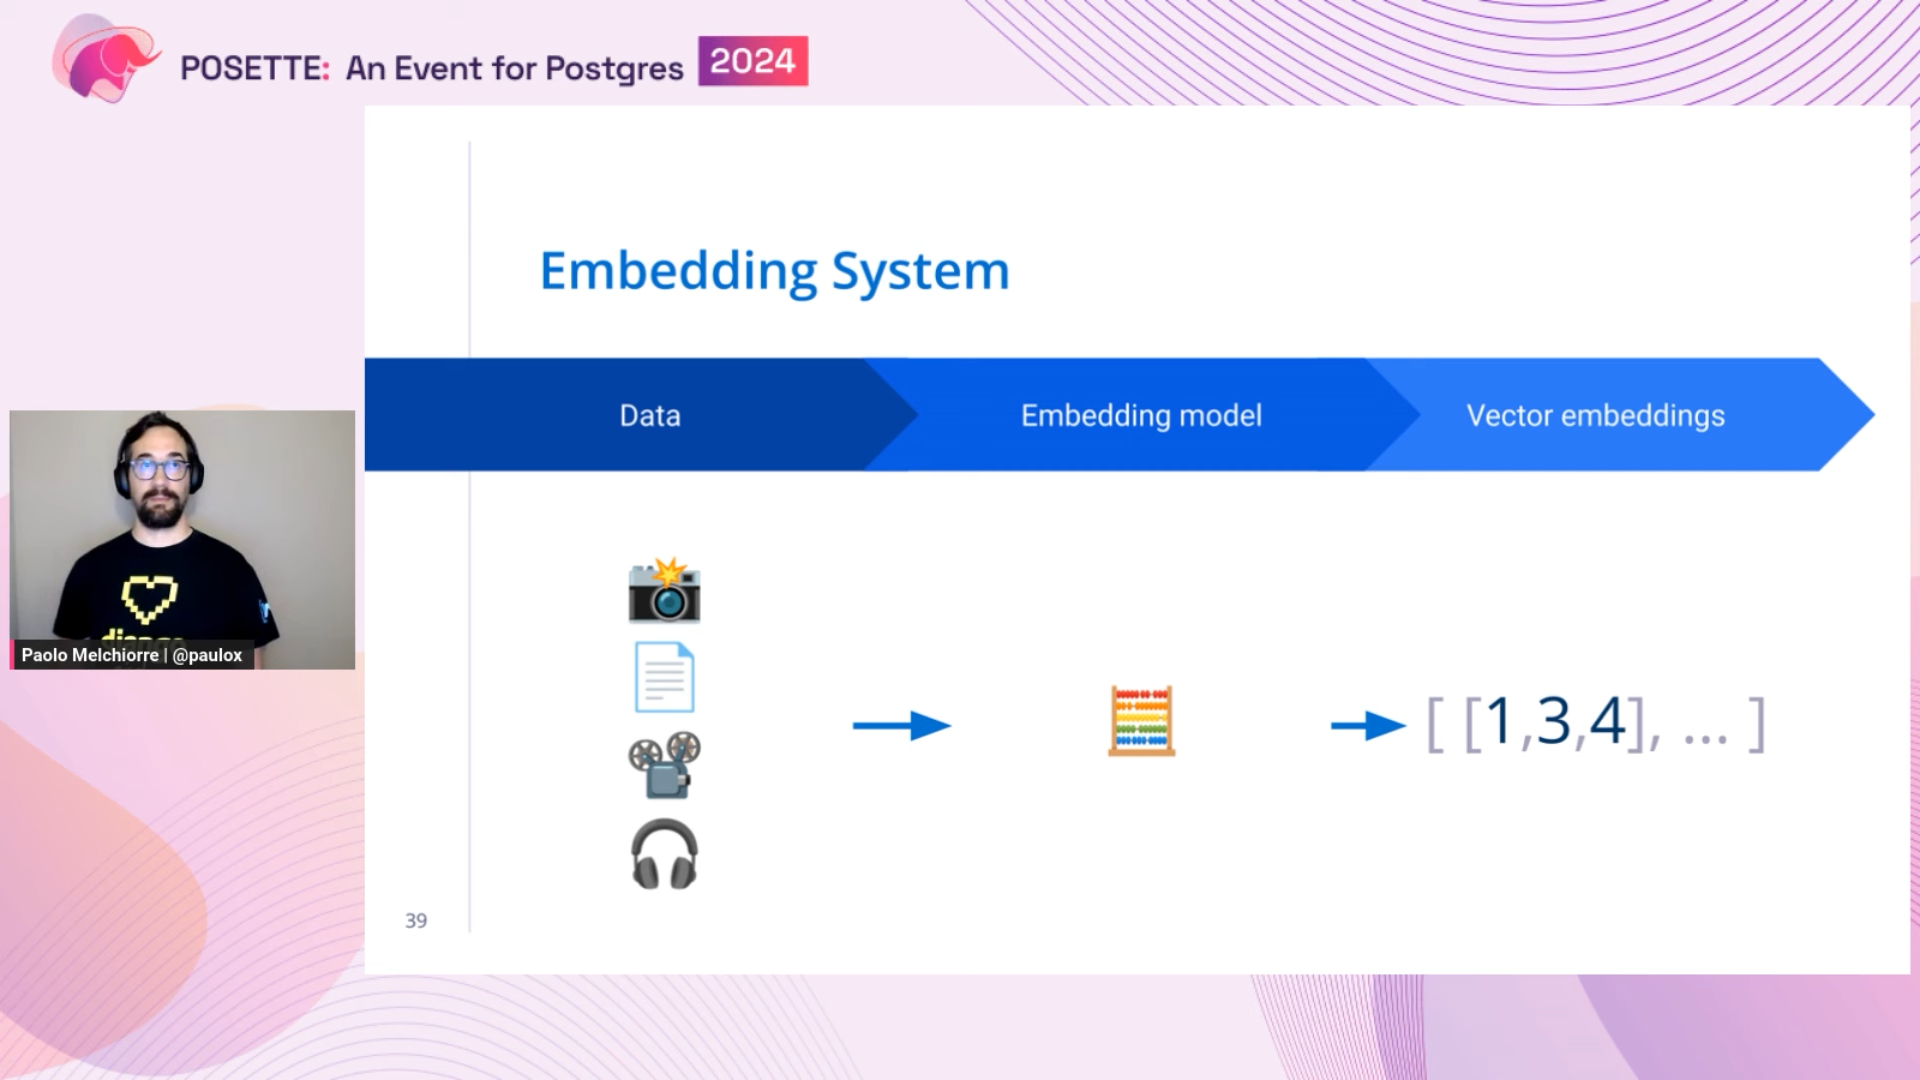 POSETTE: An Event for Postgres 2024
Embedding System
Data
Embedding model
Vector embeddings
[ [1,3,4], ... ]
django
Paolo Melchiorre | @paulox
39